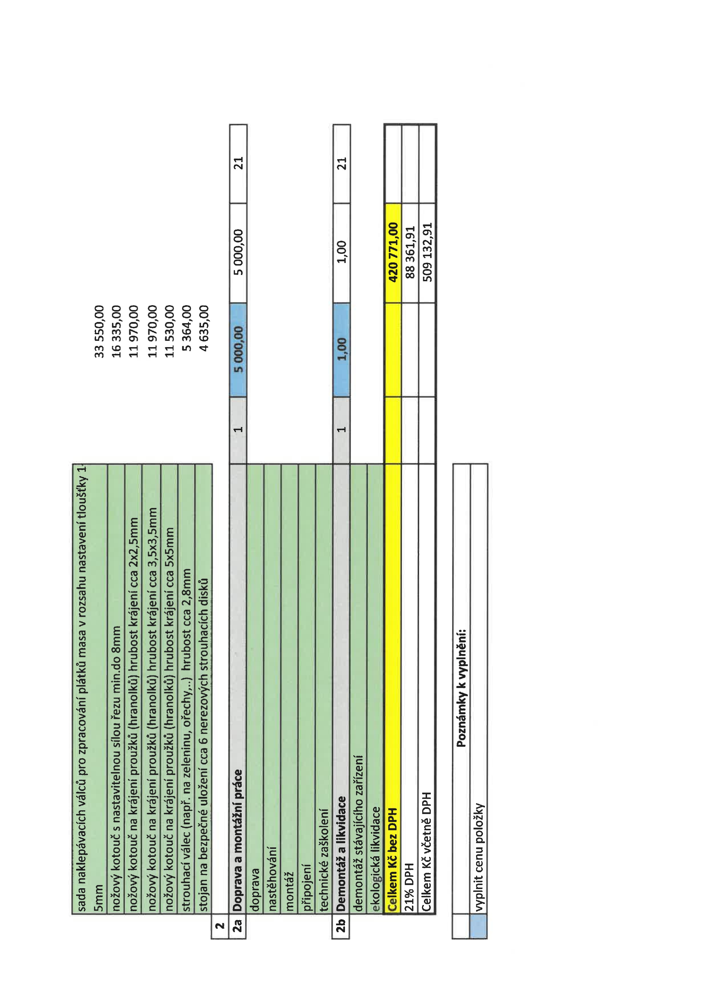 sada naklepávacích válců pro zpracování plátků masa v rozsahu nastavení tloušťky 1-
5mm 33 550,00
nožový kotouč s nastavitelnou sílou řezu min.do 8mm 16 335,00
nožový kotouč na krájení proužků (hranolků) hrubost krájení cca 2x2,5mm 11 970,00
nožový kotouč na krájení proužků (hranolků) hrubost krájení cca 3,5x3,5mm 11 970,00
nožový kotouč na krájení proužků (hranolků) hrubost krájení cca 5x5mm 11 530,00
strouhací válec (např. na zeleninu, ořechy,..) hrubost cca 2,8mm 5 364,00
stojan na bezpečné uložení cca 6 nerezových strouhacích disků 4 635,00
2
2a Doprava a montážní práce 1 5 000,00 5 000,00 21
doprava
nastěhování
montáž
připojení
technické zaškolení
2b Demontáž a likvidace 1 1,00 1,00 21
demontáž stávajícího zařízení
ekologická likvidace
Celkem Kč bez DPH 420 771,00
21% DPH 88 361,91
Celkem Kč včetně DPH 509 132,91
Poznámky k vyplnění:
vyplnit cenu položky